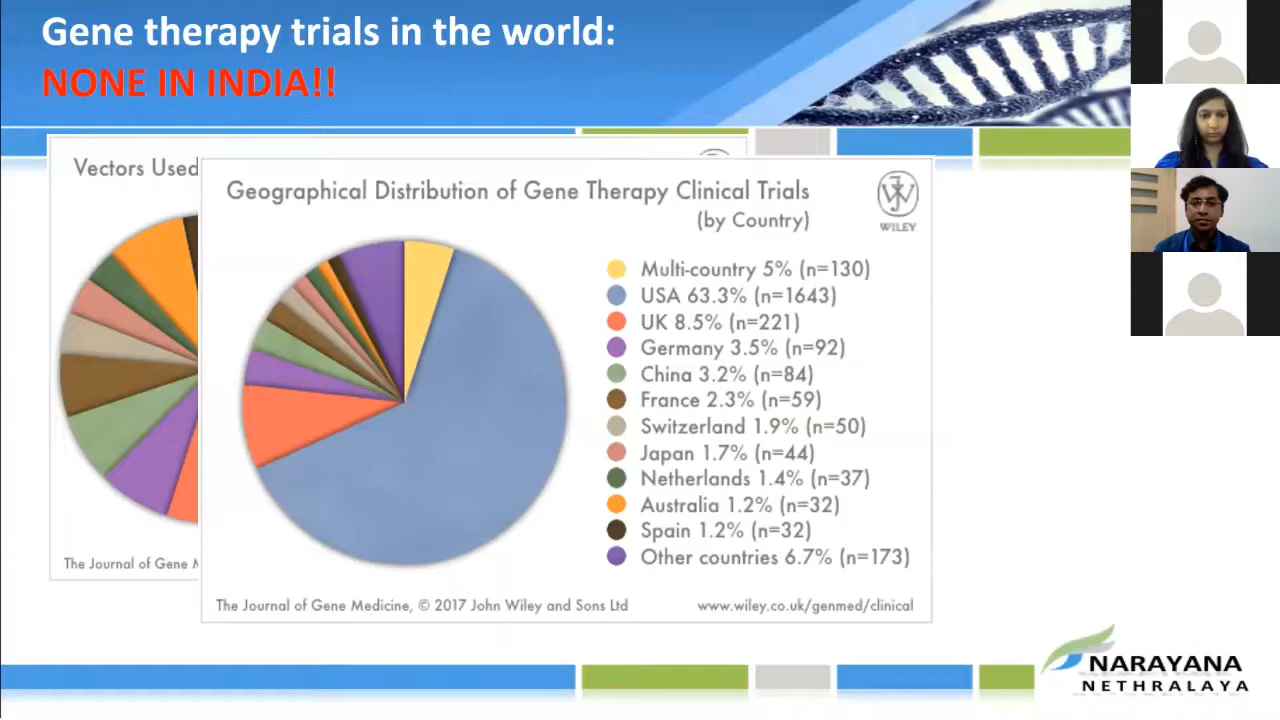 Gene therapy trials in the world:
NONE IN INDIA!!
Vectors Used
The Journal of Gene
Geographical Distribution of Gene Therapy Clinical Trials
(by Country)
WILEY
Multi-country 5% (n=130)
USA 63.3% (n=1643)
UK 8.5% (n=221)
Germany 3.5% (n=92)
China 3.2% (n=84)
France 2.3% (n=59)
Switzerland 1.9% (n=50)
Japan 1.7% (n=44)
Netherlands 1.4% (n=37)
Australia 1.2% (n=32)
Spain 1.2% (n=32)
Other countries 6.7% (n=173)
The Journal of Gene Medicine, © 2017 John Wiley and Sons Ltd
www.wiley.co.uk/genmed/clinical
NARAYANA
NETHRALAYA